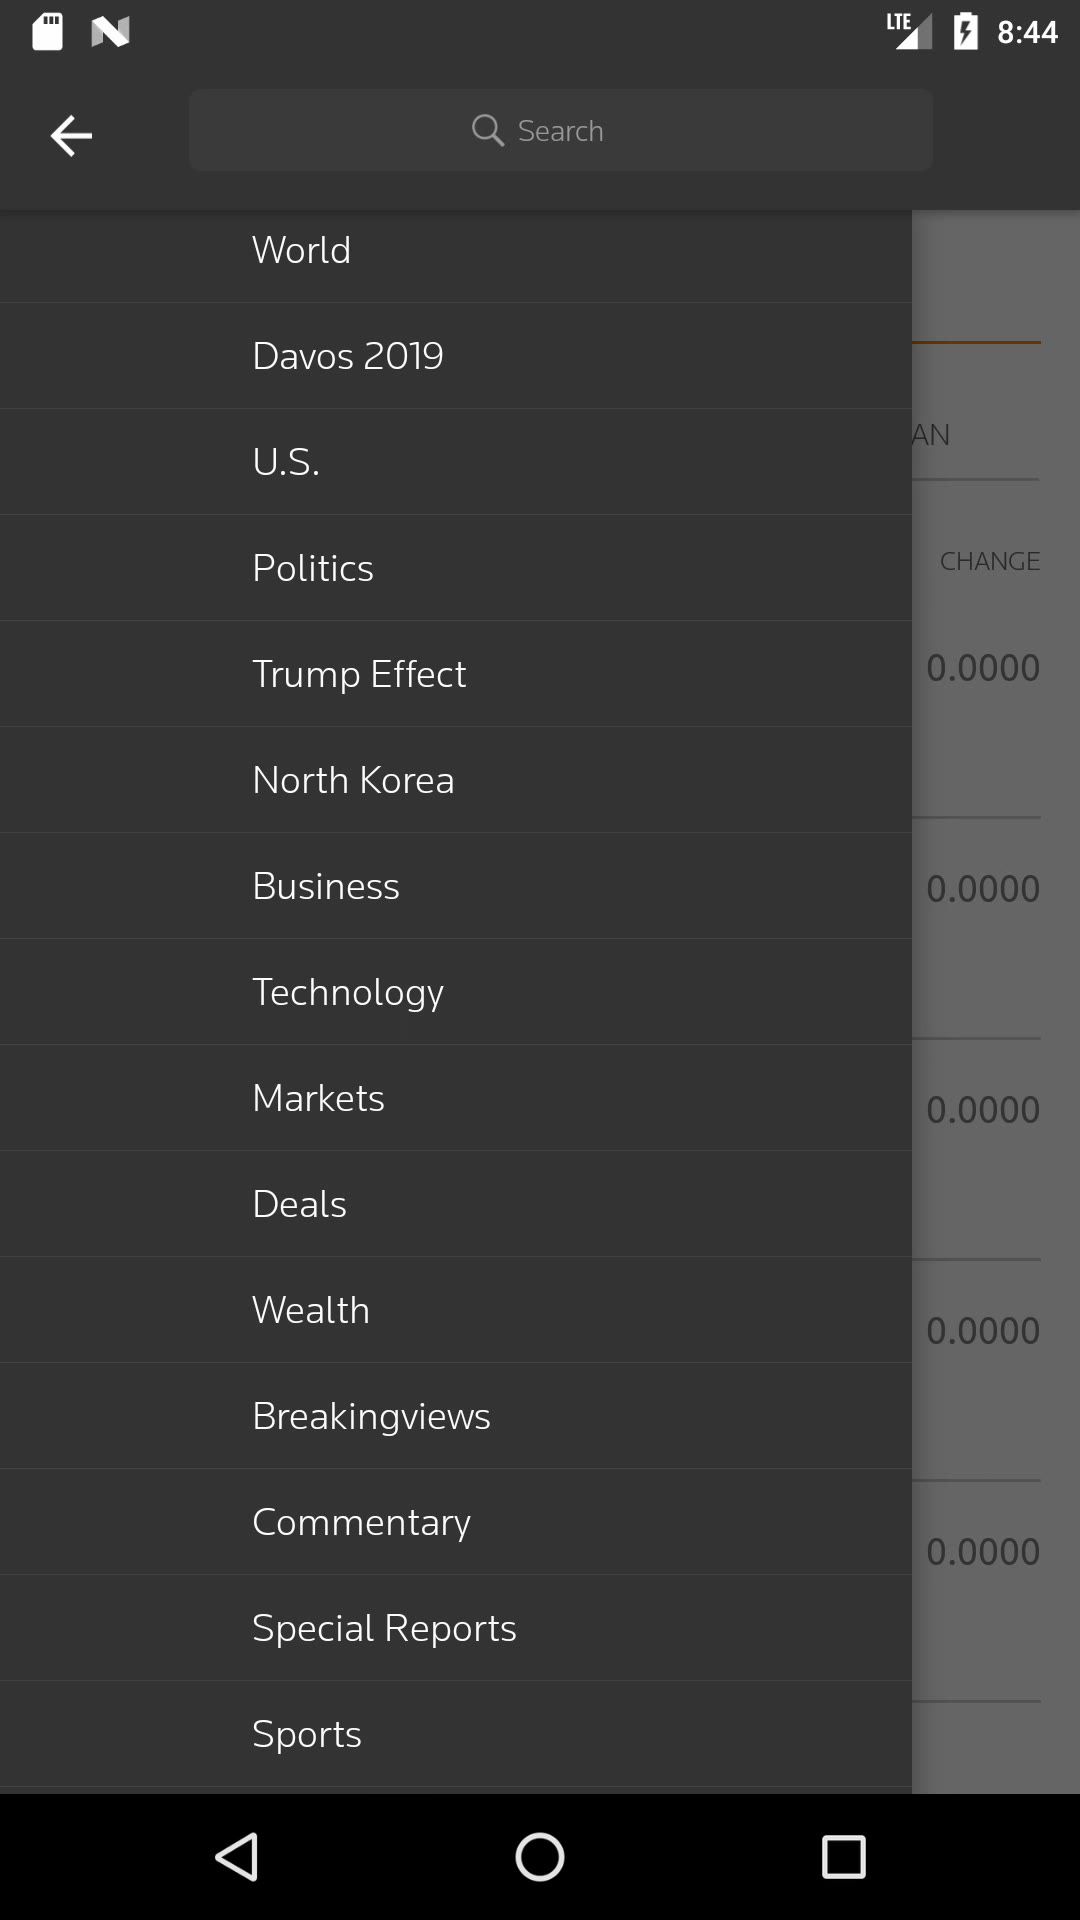 LTE 8:44
Search
World
Davos 2019
U.S.
AN
Politics
CHANGE
Trump Effect
0.0000
North Korea
Business
0.0000
Technology
Markets
0.0000
Deals
Wealth
0.0000
Breakingviews
Commentary
0.0000
Special Reports
Sports